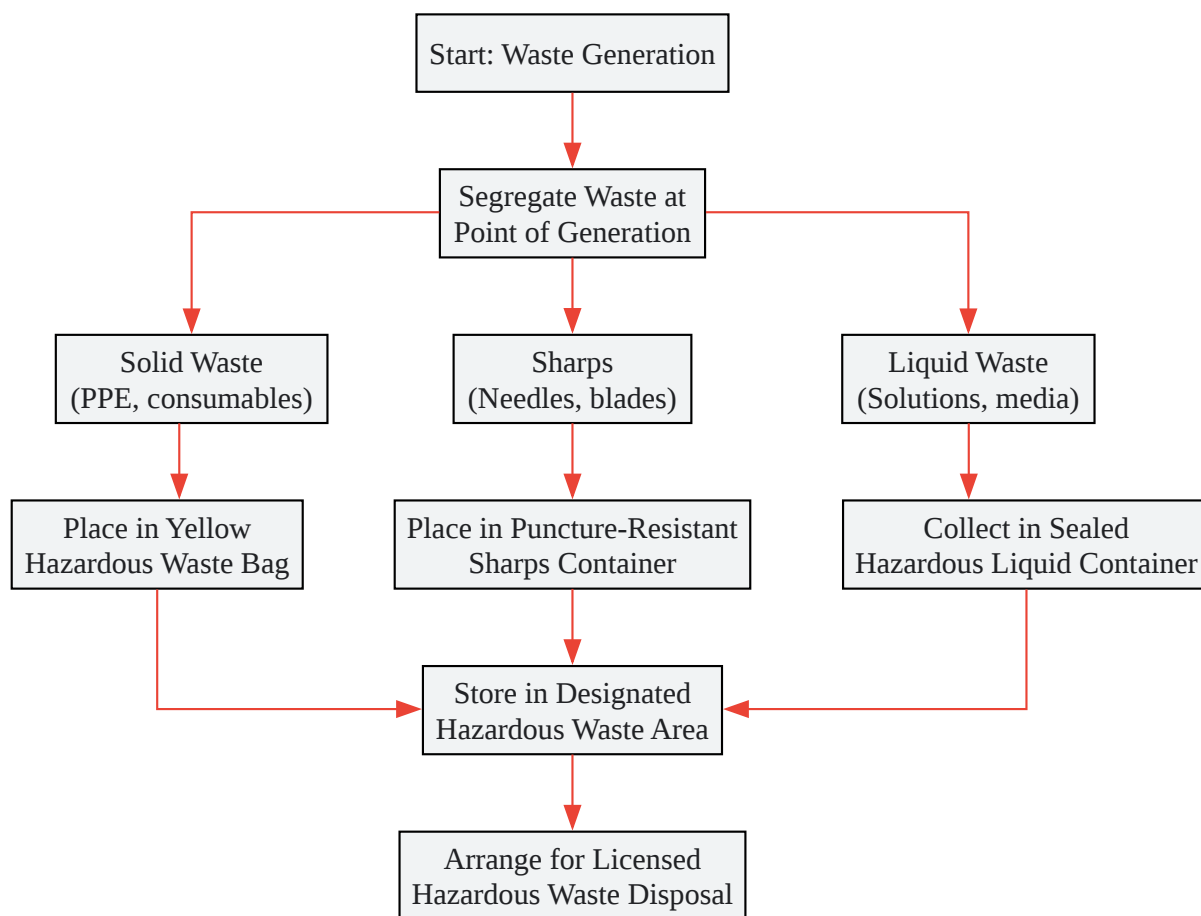 Start: Waste Generation
Segregate Waste at
Point of Generation
Solid Waste
(PPE, consumables)
Sharps
(Needles, blades)
Liquid Waste
(Solutions, media)
Place in Yellow
Hazardous Waste Bag
Place in Puncture-Resistant
Sharps Container
Collect in Sealed
Hazardous Liquid Container
Store in Designated
Hazardous Waste Area
Arrange for Licensed
Hazardous Waste Disposal